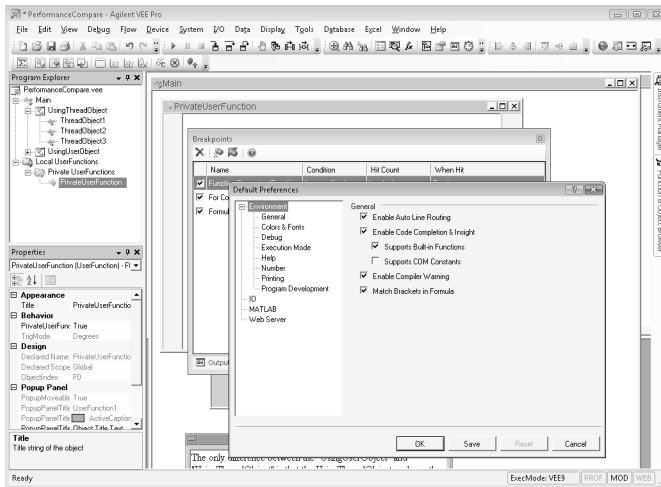 * PerformanceCompare - Agilent VEE Pro
File Edit View Debug Flow Device System I/O Data Display Tools Database Excel Window Help
Program Explorer
PerformanceCompare.vee
Main
UsingThreadObject
ThreadObject1
ThreadObject2
ThreadObject3
UsingUserObject
Local UserFunctions
Private UserFunctions
PrivateUserFunction
Main
PrivateUserFunction
Breakpoints
Name Condition Hit Count When Hit
For Co
Formul
Output
Default Preferences
Environment
General
Colors & Fonts
Debug
Execution Mode
Help
Number
Printing
Program Development
IO
MATLAB
Web Server
General
Enable Auto Line Routing
Enable Code Completion & Insight
Supports Built-in Functions
Supports COM Constants
Enable Compiler Warning
Match Brackets in Formula
OK Save Reset Cancel
Properties
PrivateUserFunction (UserFunction) - F(
Appearance
Title PrivateUserFunctio
Behavior
PrivateUserFunc True
TrigMode Degrees
Design
Declared Name PrivateUserFunctio
Declared Scope Global
ObjectIndex F0
Popup Panel
PopupMoveable True
PopupPanelTitle UserFunction1
PopupPanelTitle ActiveCaption
PopupPanelTitle Object Title Text
Title
Title string of the object
The only difference between the "UsingUserObject" and
Ready
ExecMode: VEE9 PROF MOD WEB